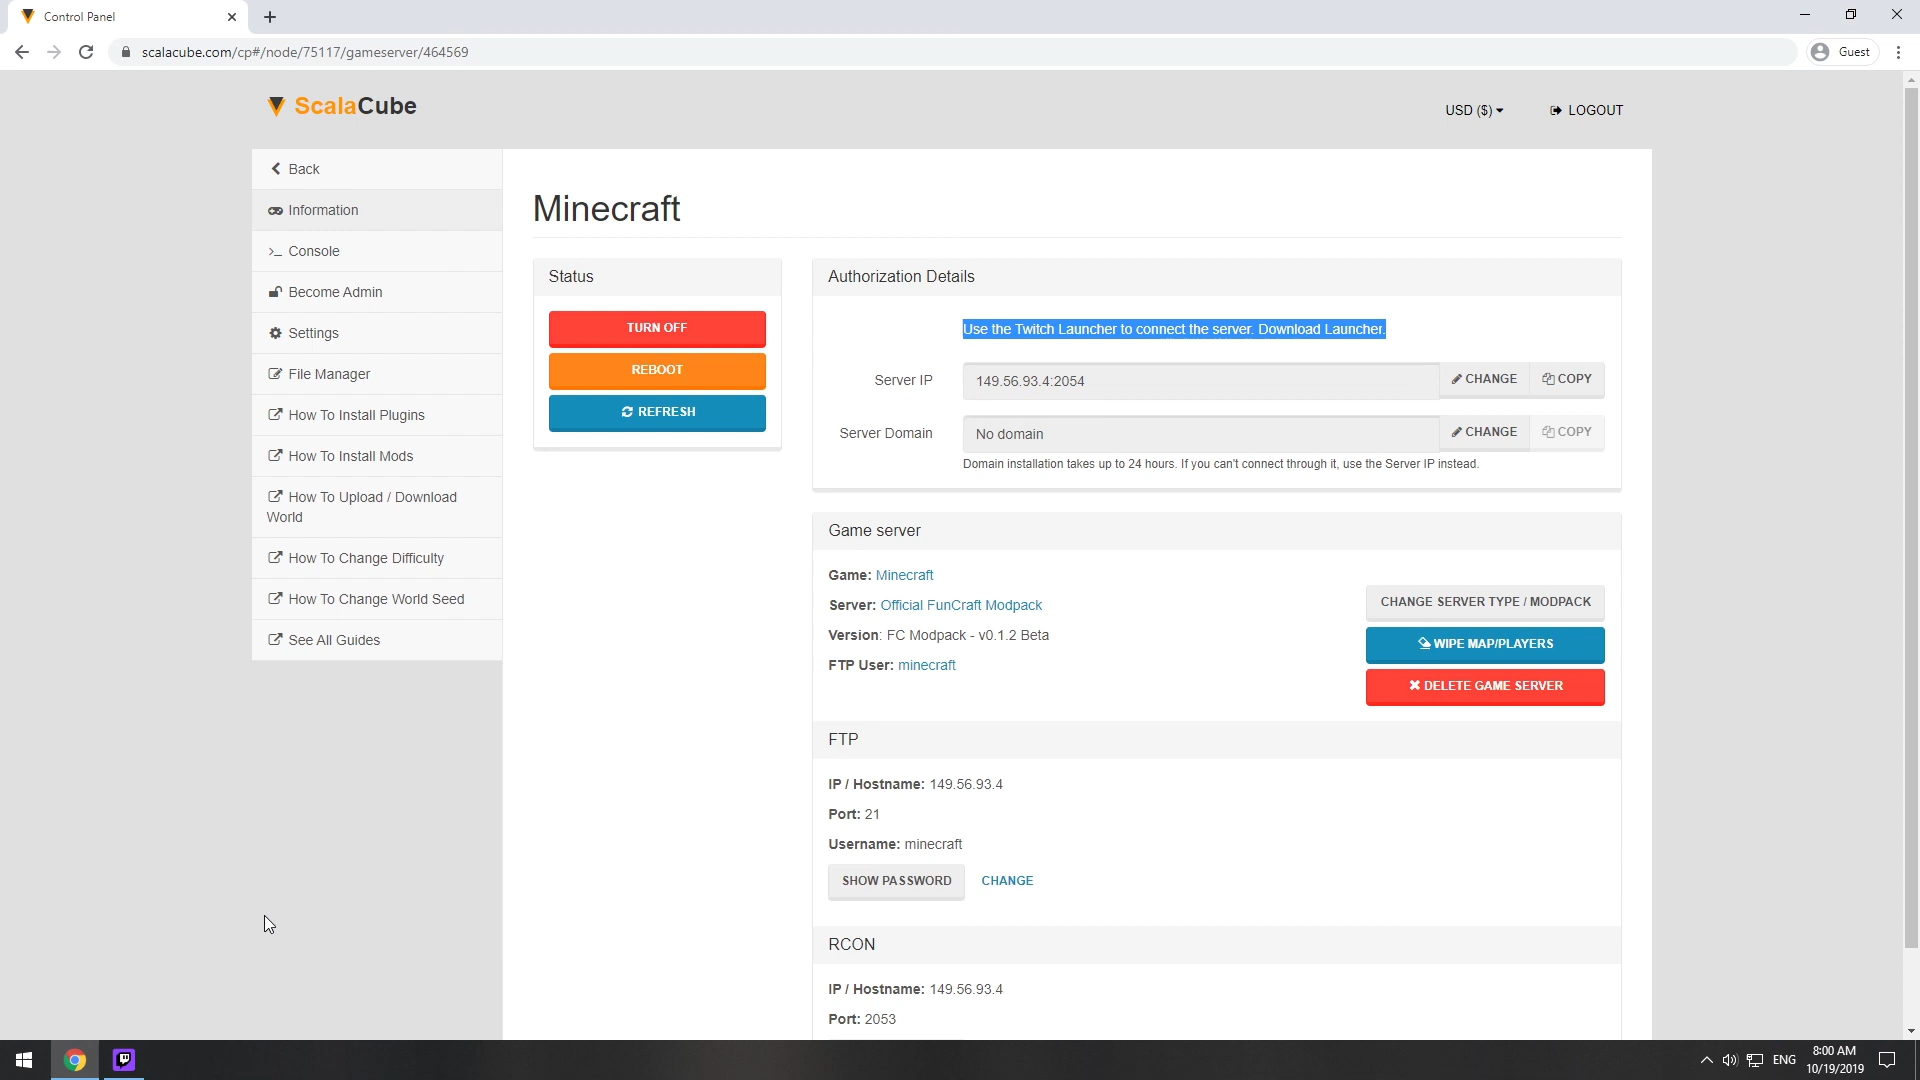 Control Panel
scalacube.com/cp#/node/75117/gameserver/464569
Guest
ScalaCube
USD ($)
LOGOUT
Back
Information
Console
Become Admin
Settings
File Manager
How To Install Plugins
How To Install Mods
How To Upload / Download
World
How To Change Difficulty
How To Change World Seed
See All Guides
Minecraft
Status
TURN OFF
REBOOT
REFRESH
Authorization Details
Use the Twitch Launcher to connect the server. Download Launcher.
Server IP
149.56.93.4:2054
CHANGE
COPY
Server Domain
No domain
CHANGE
COPY
Domain installation takes up to 24 hours. If you can't connect through it, use the Server IP instead.
Game server
Game: Minecraft
Server: Official FunCraft Modpack
Version: FC Modpack - v0.1.2 Beta
FTP User: minecraft
CHANGE SERVER TYPE / MODPACK
WIPE MAP/PLAYERS
DELETE GAME SERVER
FTP
IP / Hostname: 149.56.93.4
Port: 21
Username: minecraft
SHOW PASSWORD
CHANGE
RCON
IP / Hostname: 149.56.93.4
Port: 2053
ENG
8:00 AM
10/19/2019